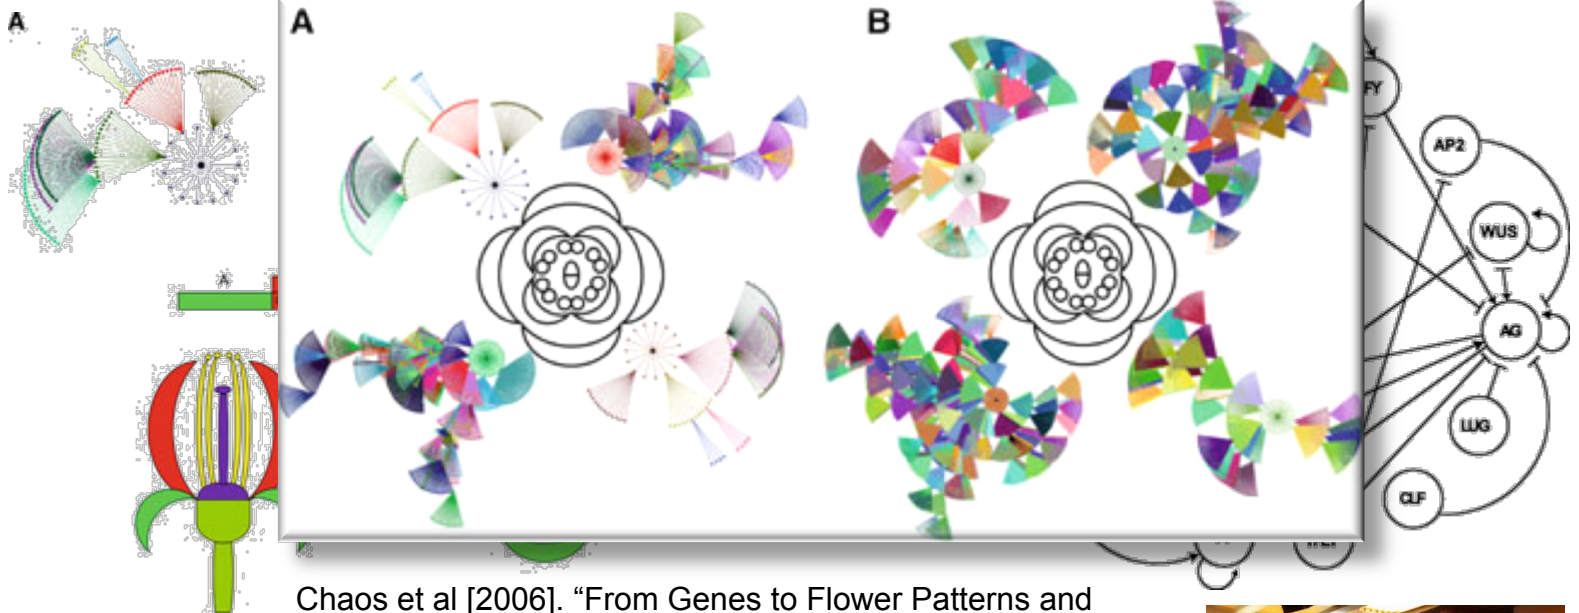 A
A
B
FY
AP2
WUS
A
AG
LUG
CLF
Chaos et al [2006]. “From Genes to Flower Patterns and